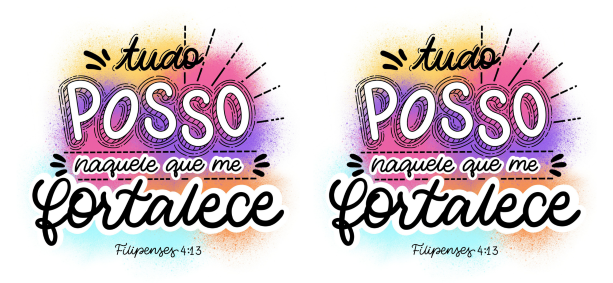 tudo
POSSO
naquele que me
fortalece
Filipenses 4:13
tudo
POSSO
naquele que me
fortalece
Filipenses 4:13